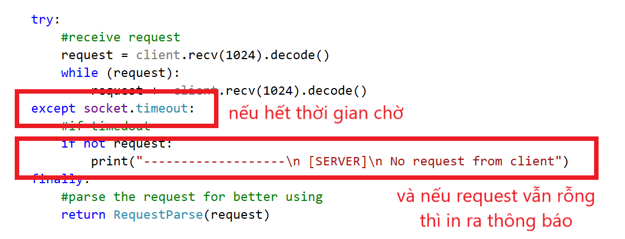 try:
#receive request
request = client.recv(1024).decode()
while (request):
request += client.recv(1024).decode()
except socket.timeout:
nếu hết thời gian chờ
#if timedout
if not request:
print("-------------------\n [SERVER]\n No request from client")
finally:
và nếu request vẫn rỗng
#parse the request for better using
thì in ra thông báo
return RequestParse(request)